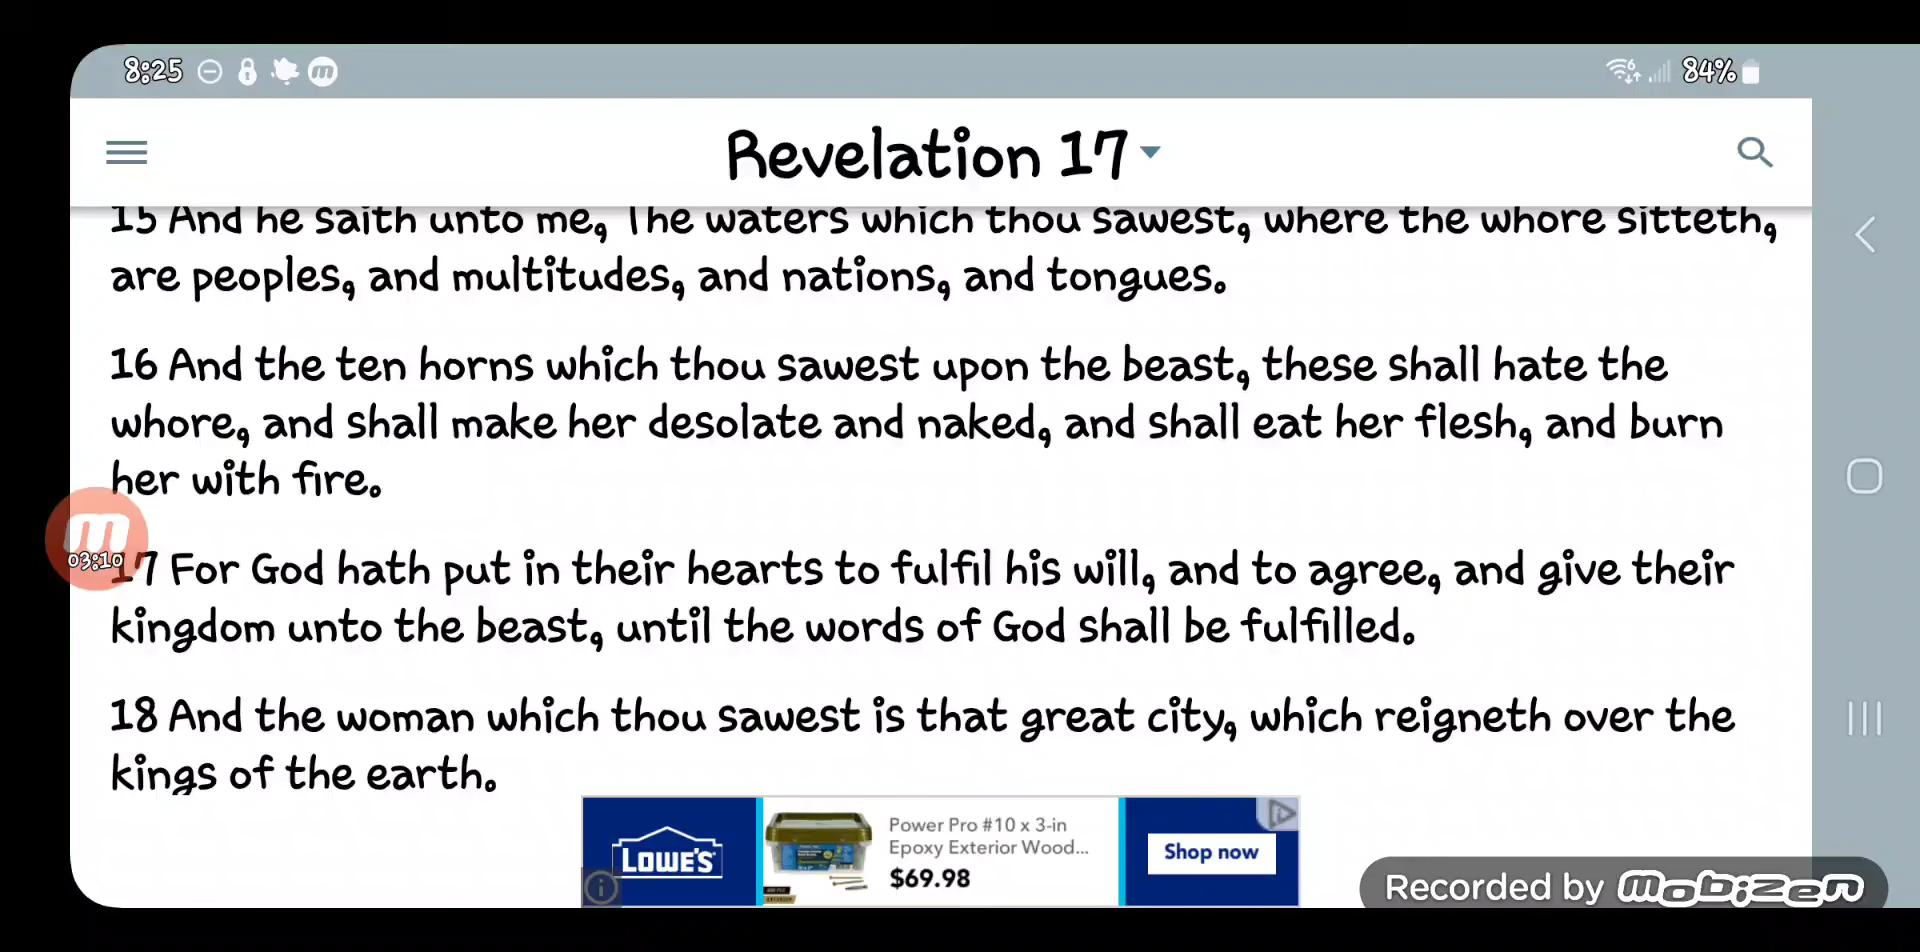 8:25
84%
Revelation 17
15 And he saith unto me, The waters which thou sawest, where the whore sitteth,
are peoples, and multitudes, and nations, and tongues.
16 And the ten horns which thou sawest upon the beast, these shall hate the
whore, and shall make her desolate and naked, and shall eat her flesh, and burn
her with fire.
03:10
17 For God hath put in their hearts to fulfil his will, and to agree, and give their
kingdom unto the beast, until the words of God shall be fulfilled.
18 And the woman which thou sawest is that great city, which reigneth over the
kings of the earth.
LOWE'S
Power Pro #10 x 3-in
Epoxy Exterior Wood...
$69.98
Shop now
Recorded by mobizen